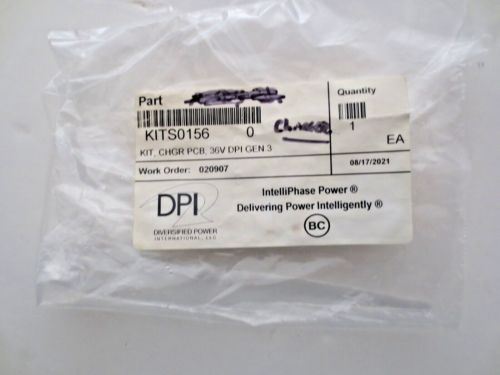 Part
Quantity
KITS0156 0
1
EA
KIT, CHGR PCB, 36V DPI GEN 3
Work Order: 020907
08/17/2021
DPI
DIVERSIFIED POWER
INTERNATIONAL, LLC
IntelliPhase Power ®
Delivering Power Intelligently ®
BC